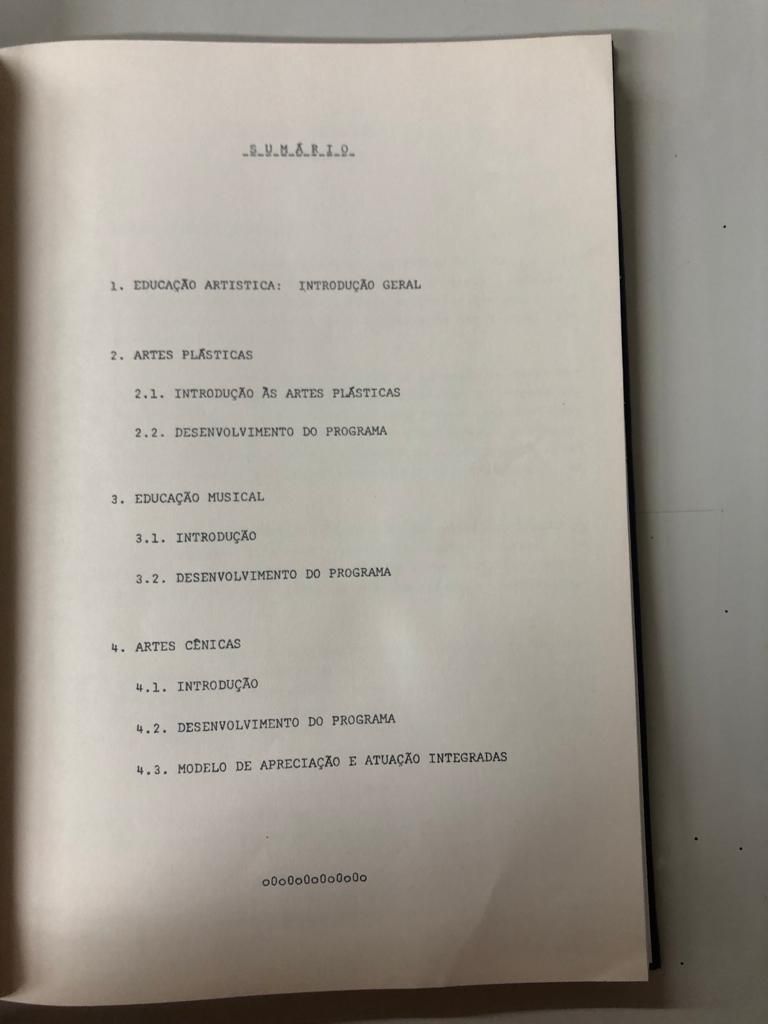 S U M Á R I O
1. EDUCAÇÃO ARTISTICA: INTRODUÇÃO GERAL
2. ARTES PLÁSTICAS
2.1. INTRODUÇÃO ÀS ARTES PLÁSTICAS
2.2. DESENVOLVIMENTO DO PROGRAMA
3. EDUCAÇÃO MUSICAL
3.1. INTRODUÇÃO
3.2. DESENVOLVIMENTO DO PROGRAMA
4. ARTES CÊNICAS
4.1. INTRODUÇÃO
4.2. DESENVOLVIMENTO DO PROGRAMA
4.3. MODELO DE APRECIAÇÃO E ATUAÇÃO INTEGRADAS
o0o0o0o0o0o0o